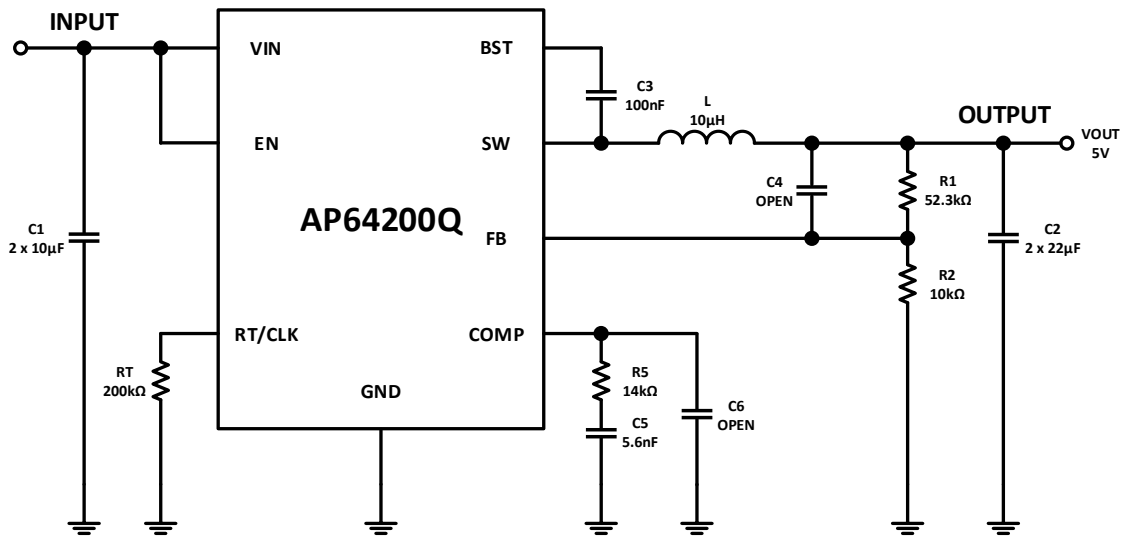 INPUT
VIN
BST
C3
100nF
L
10µH
OUTPUT
VOUT
5V
EN
SW
C4
OPEN
R1
52.3kΩ
AP64200Q
FB
C1
2 x 10µF
C2
2 x 22µF
R2
10kΩ
RT/CLK
COMP
RT
200kΩ
R5
14kΩ
GND
C6
OPEN
C5
5.6nF